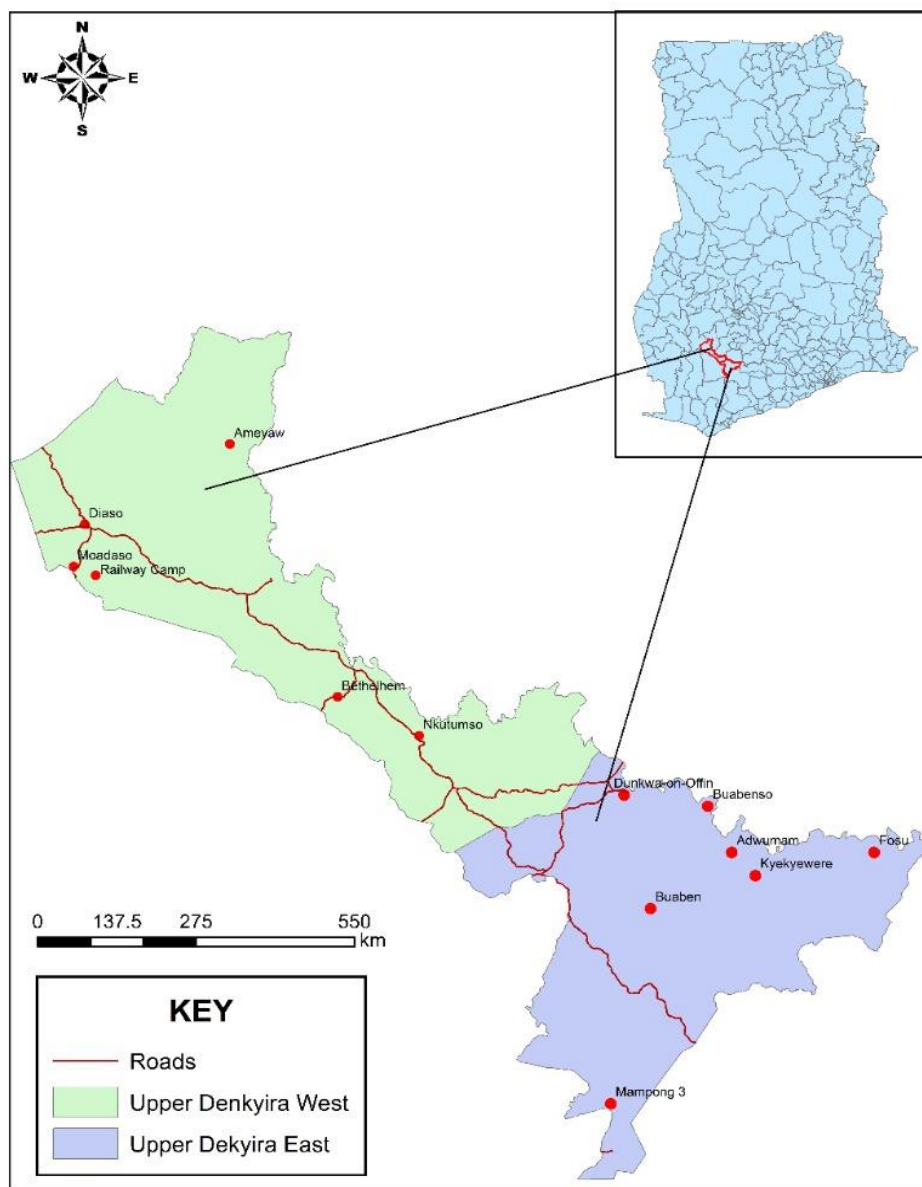 N
W E
S
Ameyaw
Diaso
Moadaso
Railway Camp
Bethelhem
Nkutumso
Dunkwa-on-Offin
Buabenso
Adwumam
Fosu
Kyekyewere
Buaben
0 137.5 275 550
km
KEY
Roads
Upper Denkyira West
Upper Dekyira East
Mampong 3